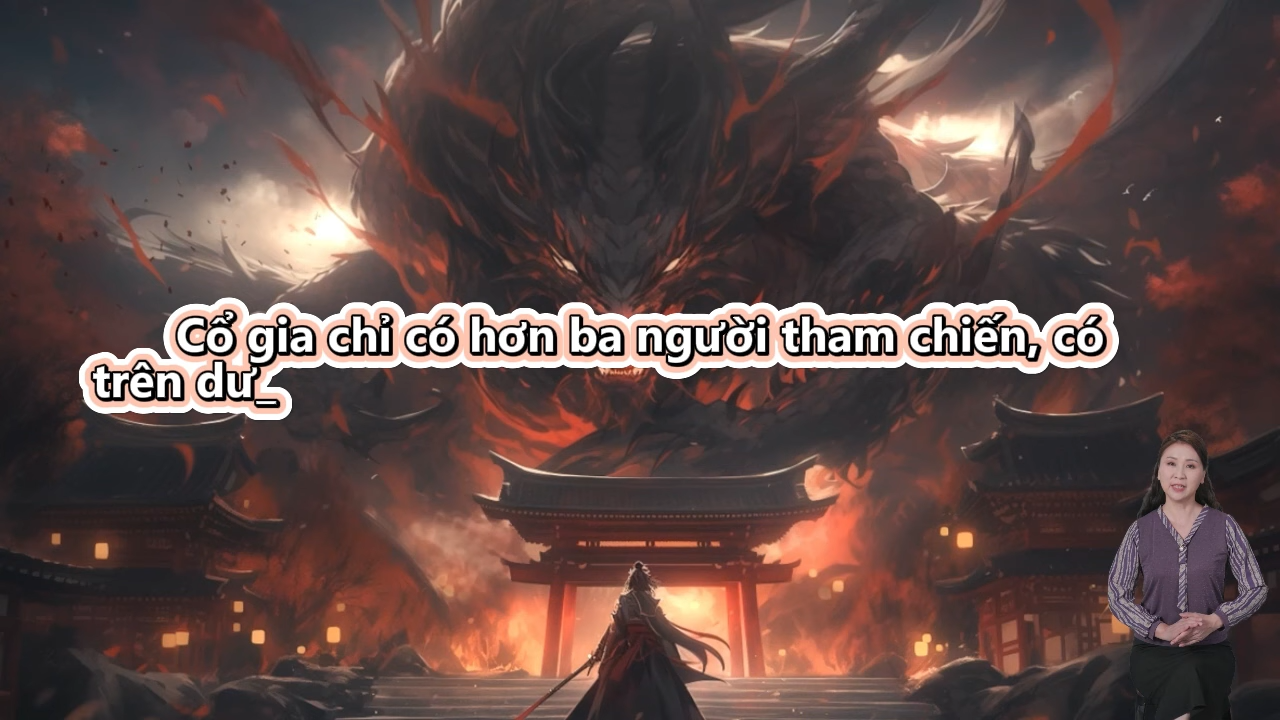 Cổ gia chỉ có hơn ba người tham chiến, có
trên dư_